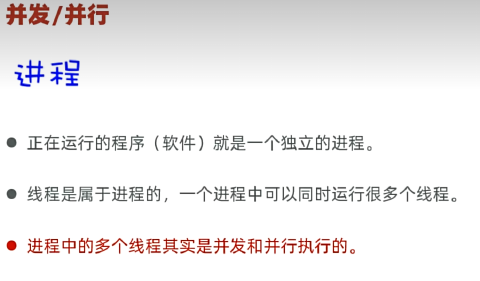 并发/并行
进程
正在运行的程序（软件）就是一个独立的进程。
线程是属于进程的，一个进程中可以同时运行很多个线程。
进程中的多个线程其实是并发和并行执行的。